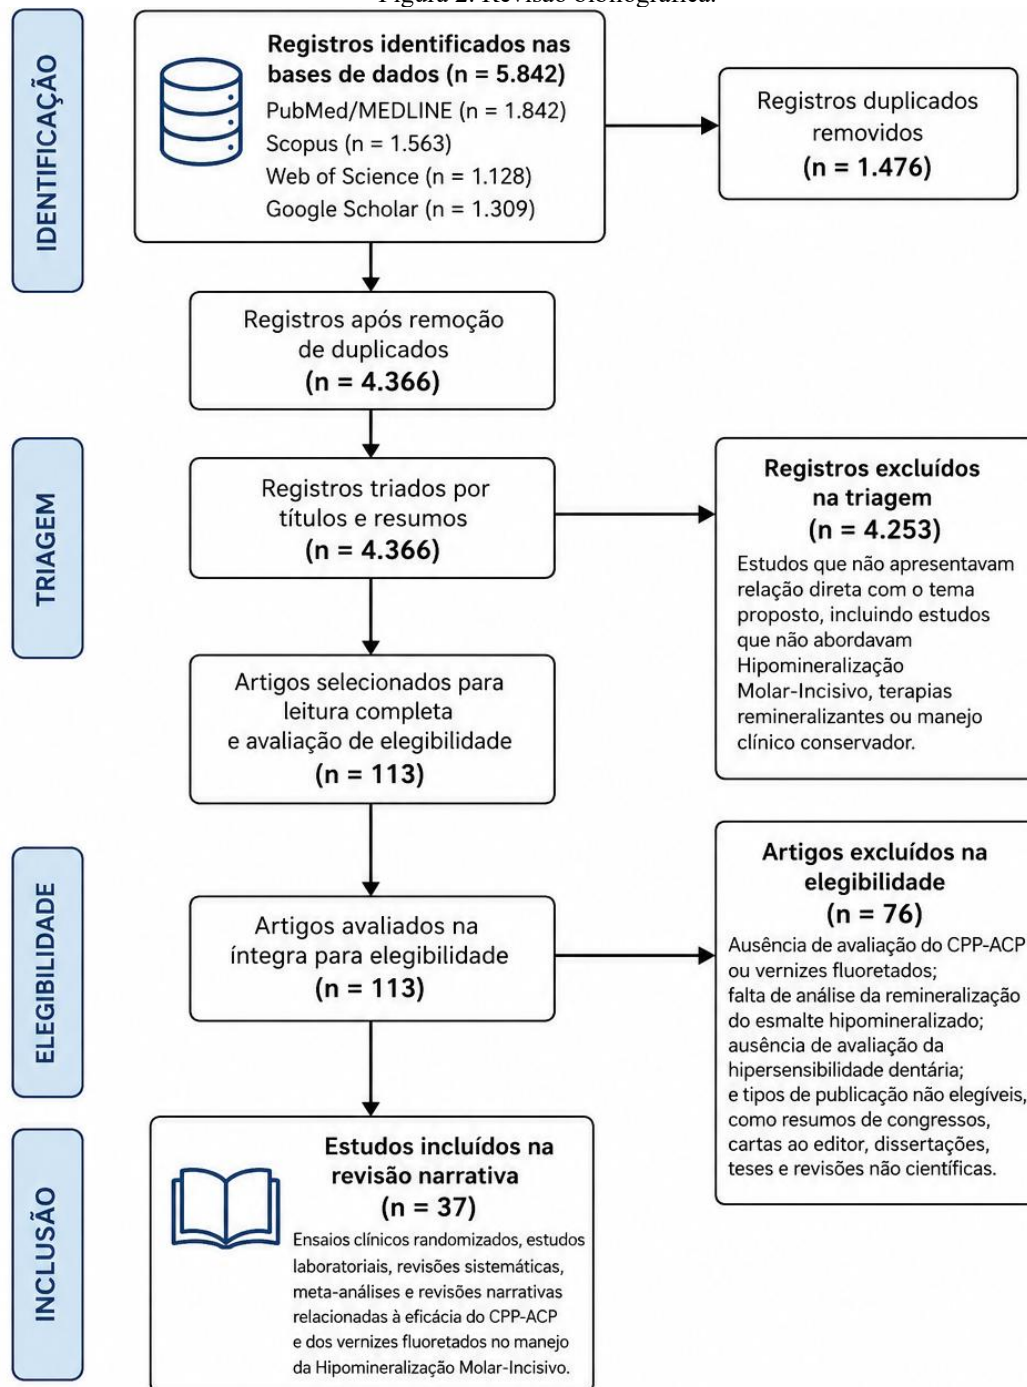 Figura 2. Revisão bibliográfica.
IDENTIFICAÇÃO
Registros identificados nas
bases de dados (n = 5.842)
PubMed/MEDLINE (n = 1.842)
Scopus (n = 1.563)
Web of Science (n = 1.128)
Google Scholar (n = 1.309)
Registros duplicados
removidos
(n = 1.476)
Registros após remoção
de duplicados
(n = 4.366)
TRIAGEM
Registros triados por
títulos e resumos
(n = 4.366)
Registros excluídos
na triagem
(n = 4.253)
Estudos que não apresentavam
relação direta com o tema
proposto, incluindo estudos
que não abordavam
Hipomineralização
Molar-Incisivo, terapias
remineralizantes ou manejo
clínico conservador.
Artigos selecionados para
leitura completa
e avaliação de elegibilidade
(n = 113)
ELEGIBILIDADE
Artigos avaliados na
íntegra para elegibilidade
(n = 113)
Artigos excluídos na
elegibilidade
(n = 76)
Ausência de avaliação do CPP-ACP
ou vernizes fluoretados;
falta de análise da remineralização
do esmalte hipomineralizado;
ausência de avaliação da
hipersensibilidade dentária;
e tipos de publicação não elegíveis,
como resumos de congressos,
cartas ao editor, dissertações,
teses e revisões não científicas.
INCLUSÃO
Estudos incluídos na
revisão narrativa
(n = 37)
Ensaios clínicos randomizados, estudos
laboratoriais, revisões sistemáticas,
meta-análises e revisões narrativas
relacionadas à eficácia do CPP-ACP
e dos vernizes fluoretados no manejo
da Hipomineralização Molar-Incisivo.